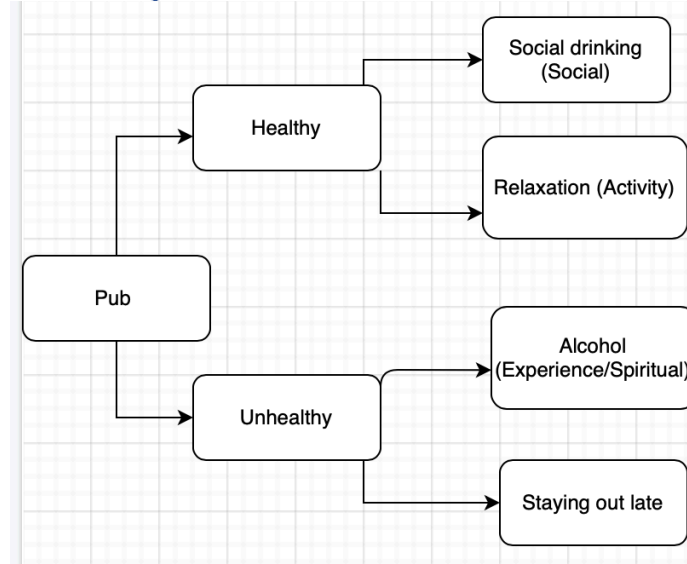 Social drinking
(Social)
Healthy
Relaxation (Activity)
Pub
Alcohol
(Experience/Spiritual)
Unhealthy
Staying out late